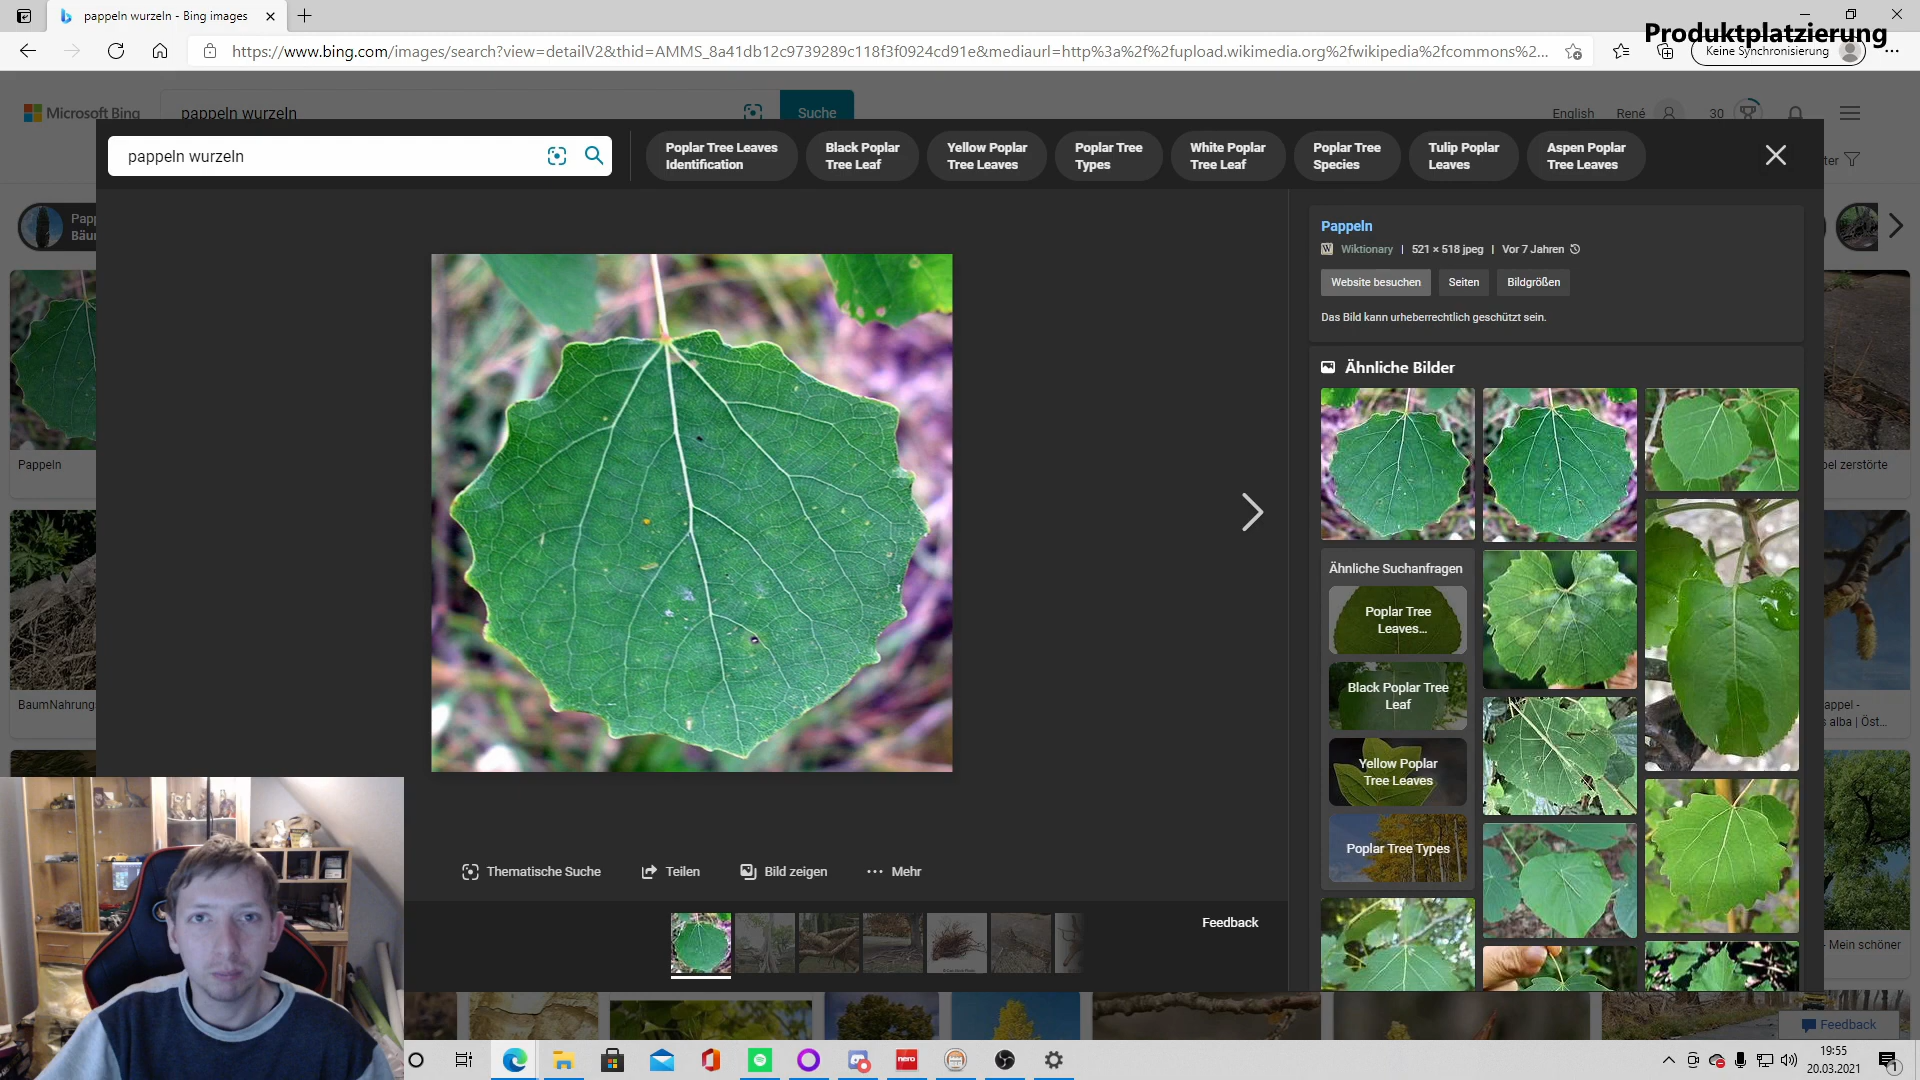 pappeln wurzeln - Bing images
Produktplatzierung
https://www.bing.com/images/search?view=detailV2&thid=AMMS_8a41db12c9739289c118f3f0924cd91e&mediaurl=http%3a%2f%2fupload.wikimedia.org%2fwikipedia%2fcommons%2...
Keine Synchronisierung
Microsoft Bing
pappeln wurzeln
Suche
English
René
30
pappeln wurzeln
Poplar Tree Leaves
Identification
Black Poplar
Tree Leaf
Yellow Poplar
Tree Leaves
Poplar Tree
Types
White Poplar
Tree Leaf
Poplar Tree
Species
Tulip Poplar
Leaves
Aspen Poplar
Tree Leaves
Pappeln
Wiktionary | 521 × 518 jpeg | Vor 7 Jahren
Website besuchen
Seiten
Bildgrößen
Das Bild kann urheberrechtlich geschützt sein.
Ähnliche Bilder
Pappeln
Ähnliche Suchanfragen
Poplar Tree
Leaves...
Black Poplar Tree
Leaf
Yellow Poplar
Tree Leaves
Poplar Tree Types
zerstörte
alba | Öst...
- Mein schöner
Thematische Suche
Teilen
Bild zeigen
Mehr
Feedback
Feedback
nero
19:55
20.03.2021
1